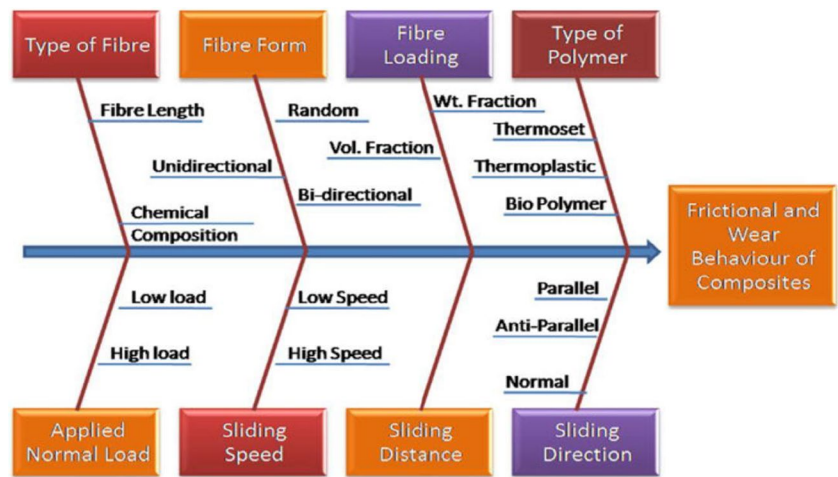 Type of Fibre
Fibre Form
Fibre
Loading
Type of
Polymer
Fibre Length
Random
Wt. Fraction
Thermoset
Vol. Fraction
Unidirectional
Thermoplastic
Bi-directional
Bio Polymer
Chemical
Composition
Frictional and
Wear
Behaviour of
Composites
Low load
Low Speed
Parallel
Anti-Parallel
High load
High Speed
Normal
Applied
Normal Load
Sliding
Speed
Sliding
Distance
Sliding
Direction